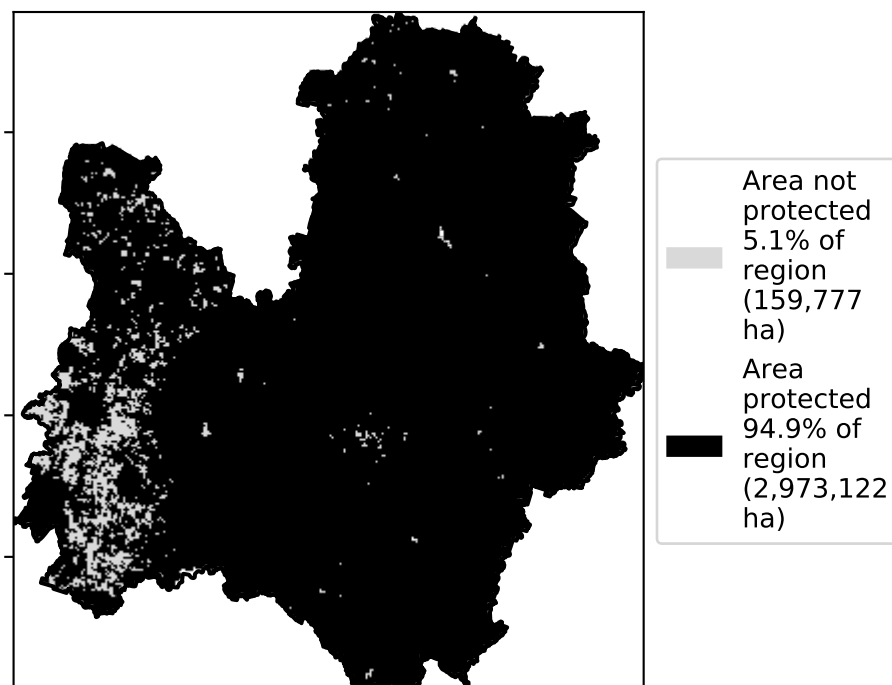 Area not
protected
5.1% of
region
(159,777
ha)
Area
protected
94.9% of
region
(2,973,122
ha)